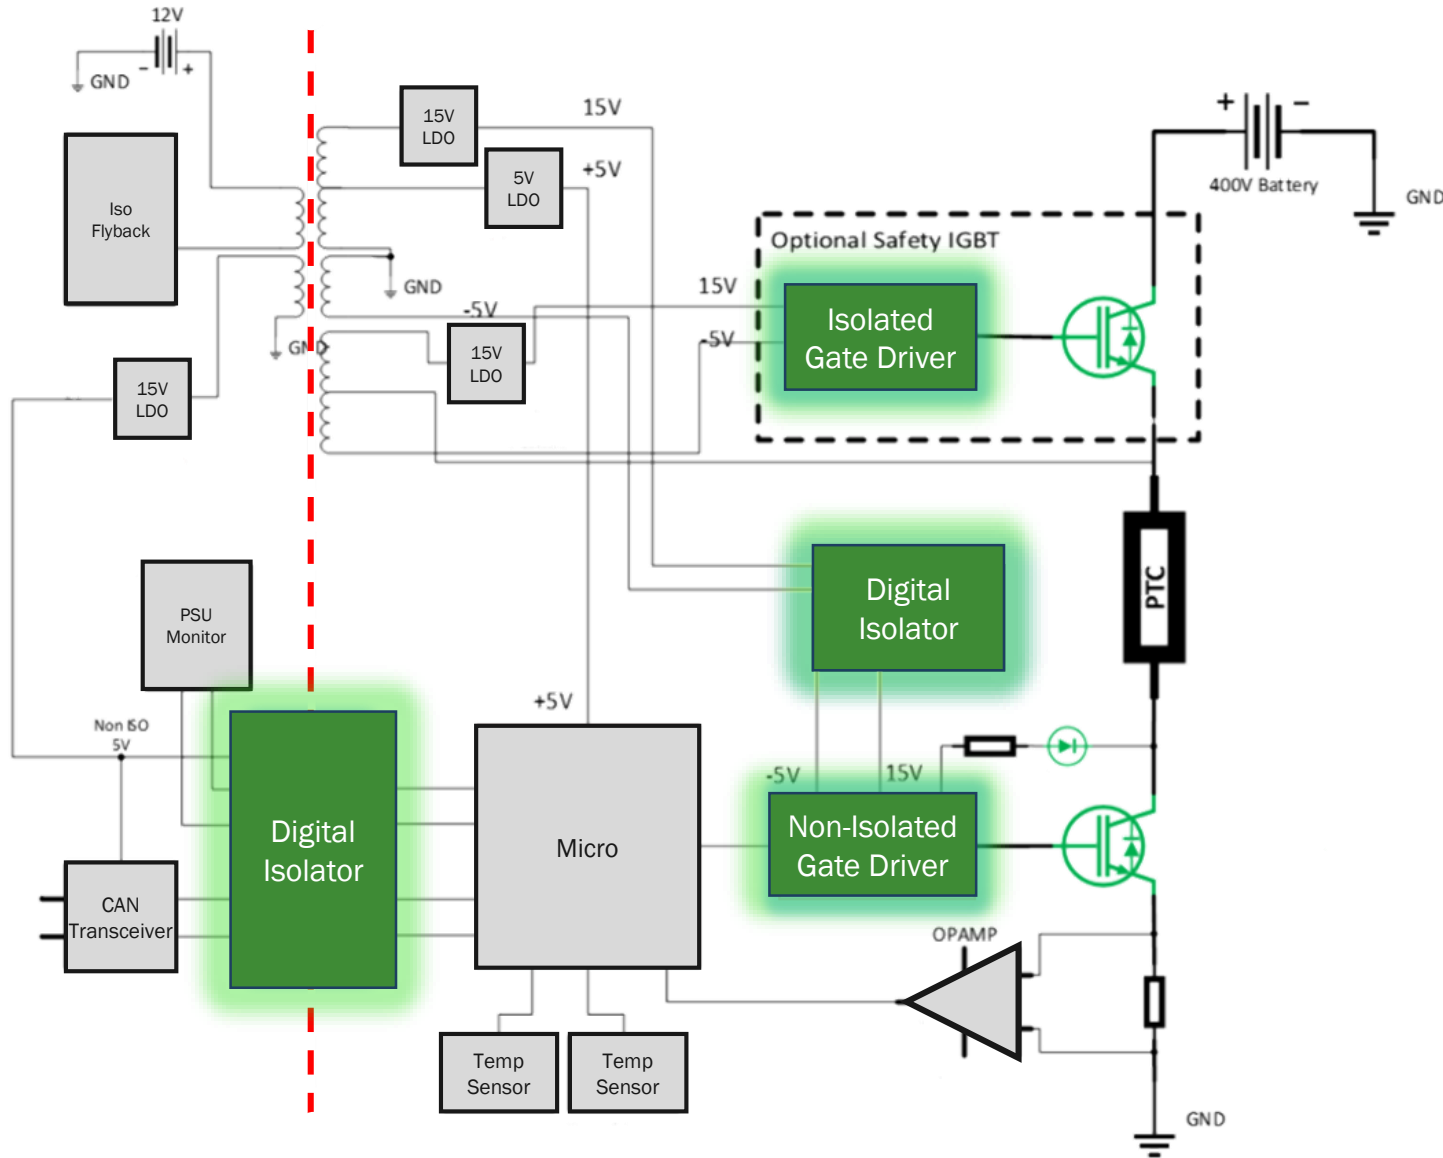 12V
-
+
GND
15V
LDO
15V
5V
LDO
+5V
Iso
Flyback
+
-
400V Battery
GND
Optional Safety IGBT
GND
15V
-5V
Isolated
Gate Driver
-5V
GND
15V
LDO
15V
LDO
PTC
Digital
Isolator
PSU
Monitor
+5V
Non ISO
5V
-5V
15V
Digital
Isolator
Micro
Non-Isolated
Gate Driver
CAN
Transceiver
OPAMP
Temp
Sensor
Temp
Sensor
GND